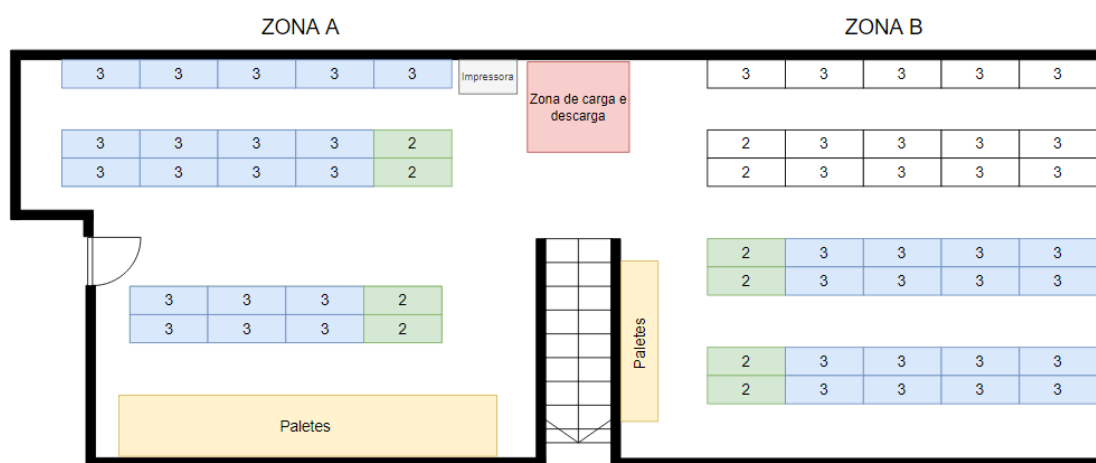 ZONA A
ZONA B
3 3 3 3 3
Impressora
Zona de carga e
descarga
3 3 3 3 3
3 3 3 3 2
3 3 3 3 2
2 3 3 3 3
2 3 3 3 3
2 3 3 3 3
2 3 3 3 3
3 3 3 2
3 3 3 2
Paletes
2 3 3 3 3
2 3 3 3 3
Paletes